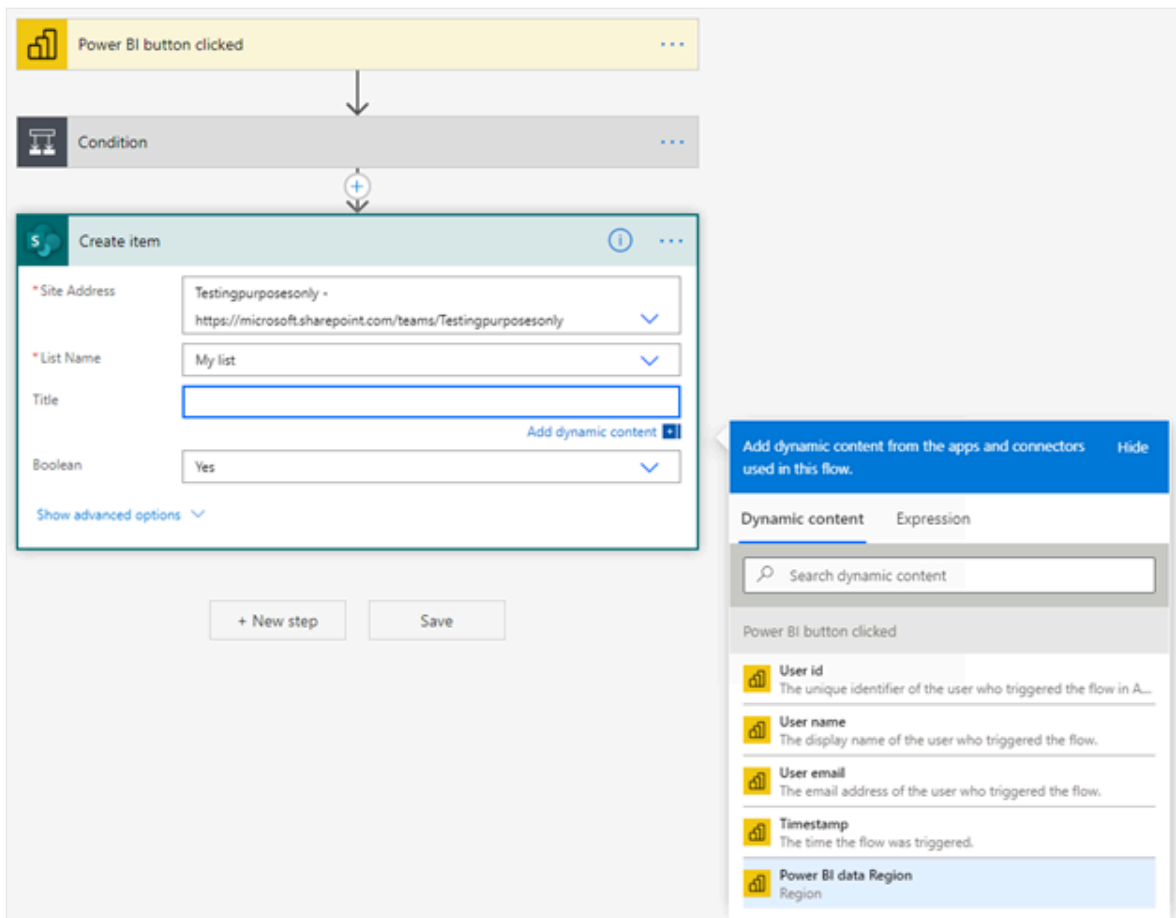 Power BI button clicked
Condition
Create item
*Site Address
Testingpurposesonly -
https://microsoft.sharepoint.com/teams/Testingpurposesonly
*List Name
My list
Title
Add dynamic content
Boolean
Yes
Show advanced options
+ New step
Save
Add dynamic content from the apps and connectors
used in this flow.
Hide
Dynamic content
Expression
Search dynamic content
Power BI button clicked
User id
The unique identifier of the user who triggered the flow in A...
User name
The display name of the user who triggered the flow.
User email
The email address of the user who triggered the flow.
Timestamp
The time the flow was triggered.
Power BI data Region
Region